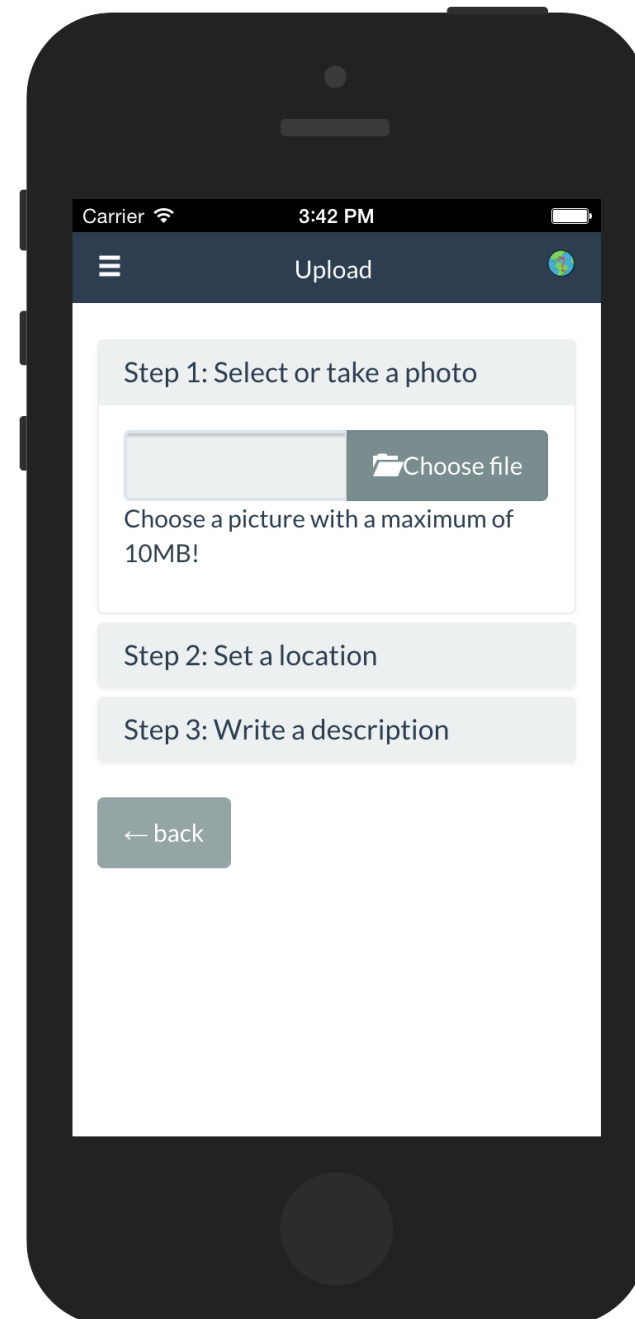 Carrier 3:42 PM
Upload
Step 1: Select or take a photo
Choose file
Choose a picture with a maximum of
10MB!
Step 2: Set a location
Step 3: Write a description
← back